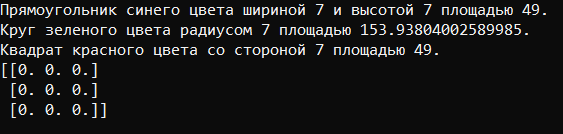 Прямоугольник синего цвета шириной 7 и высотой 7 площадью 49.
Круг зеленого цвета радиусом 7 площадью 153.93804002589985.
Квадрат красного цвета со стороной 7 площадью 49.
[[0. 0. 0.]
 [0. 0. 0.]
 [0. 0. 0.]]